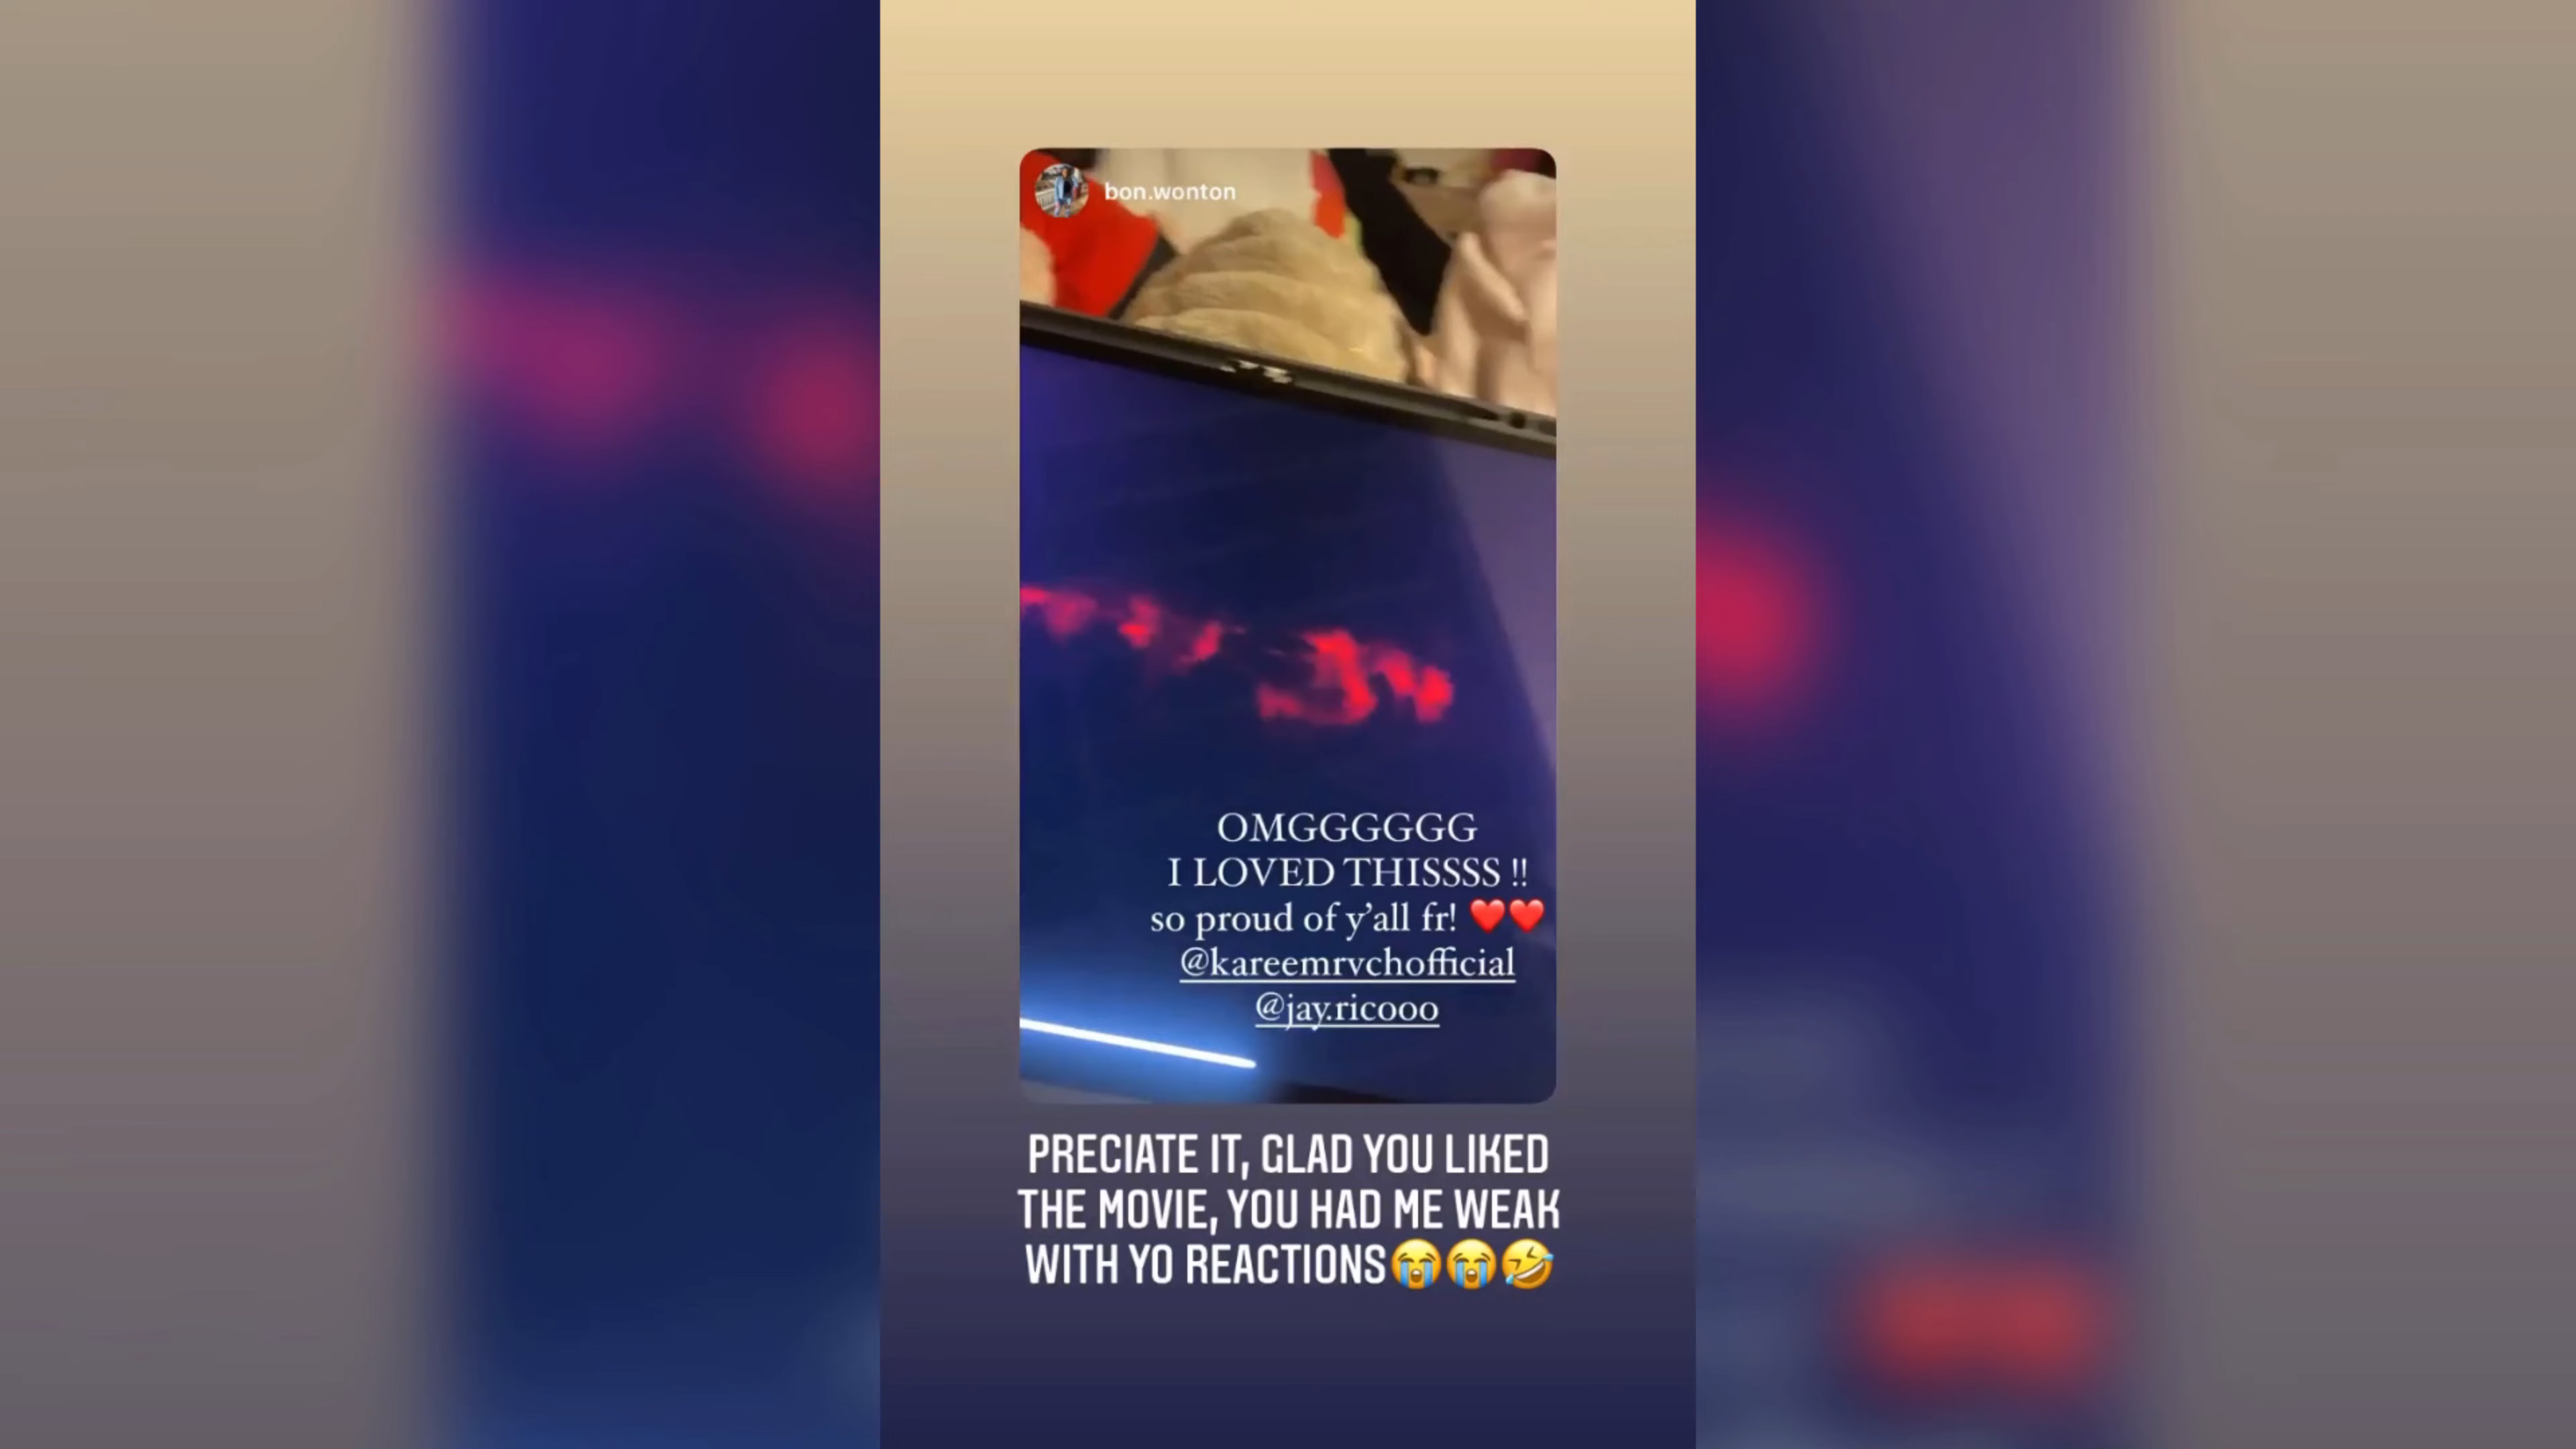 bon.wonton
OMGGGGGG
I LOVED THISSSS !!
so proud of y'all fr! ❤️❤️
@kareemrvchofficial
@jay.ricooo
PRECIATE IT, GLAD YOU LIKED
THE MOVIE, YOU HAD ME WEAK
WITH YO REACTIONS😭😭🤣